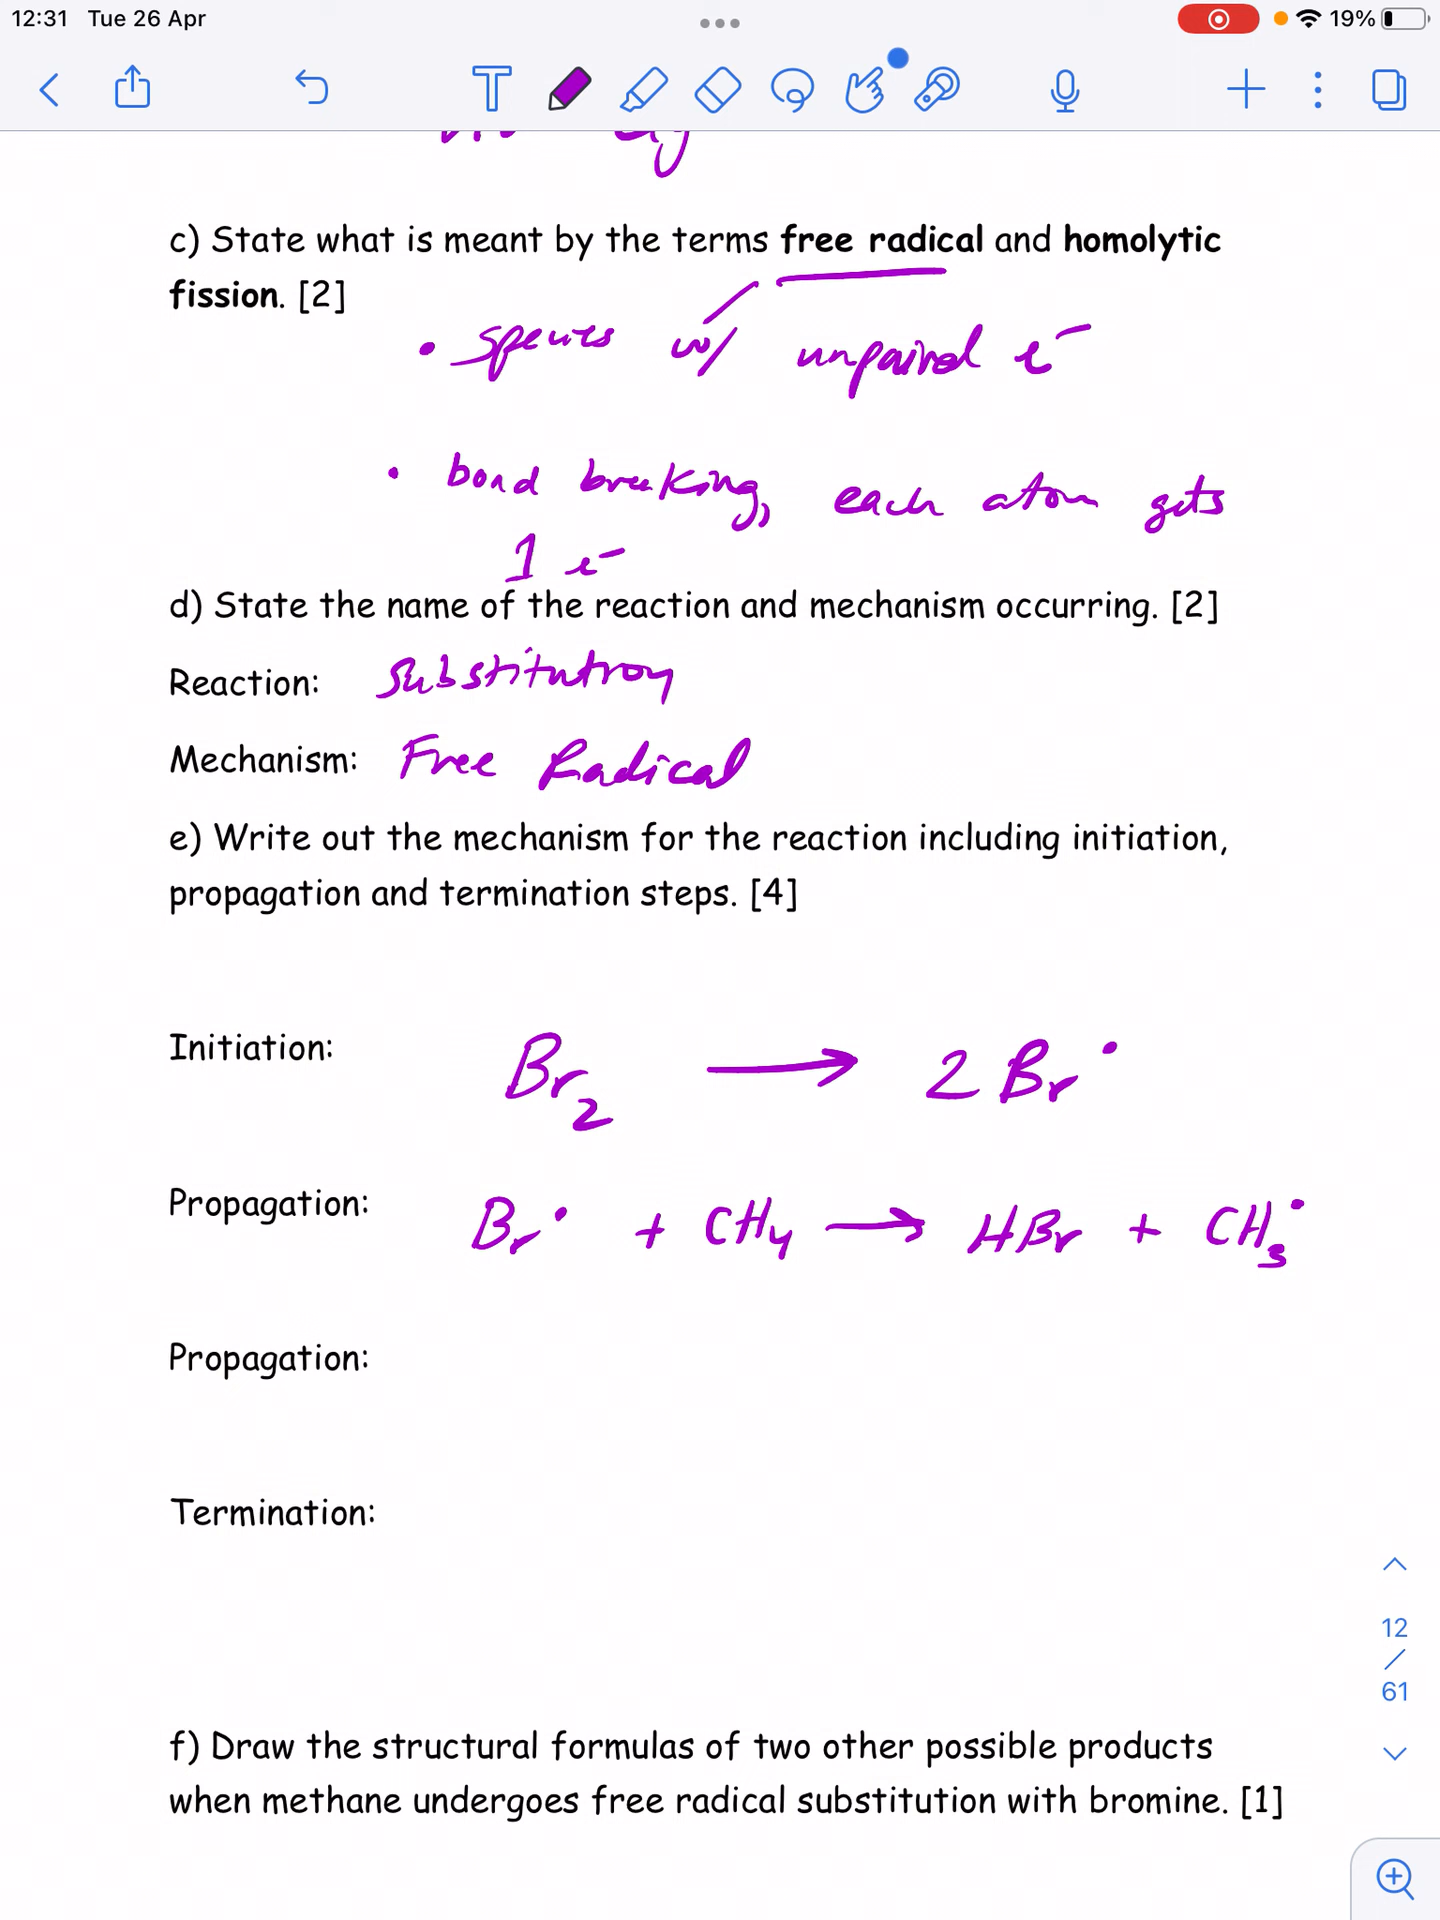 12:31 Tue 26 Apr 19%
T
c) State what is meant by the terms free radical and homolytic
fission. [2]
• species w/ unpaired e⁻
• bond breaking, each atom gets
1 e⁻
d) State the name of the reaction and mechanism occurring. [2]
Reaction: Substitution
Mechanism: Free Radical
e) Write out the mechanism for the reaction including initiation,
propagation and termination steps. [4]
Initiation: Br₂ → 2 Br•
Propagation: Br• + CH₄ → HBr + CH₃•
Propagation:
Termination:
12
/
61
f) Draw the structural formulas of two other possible products
when methane undergoes free radical substitution with bromine. [1]